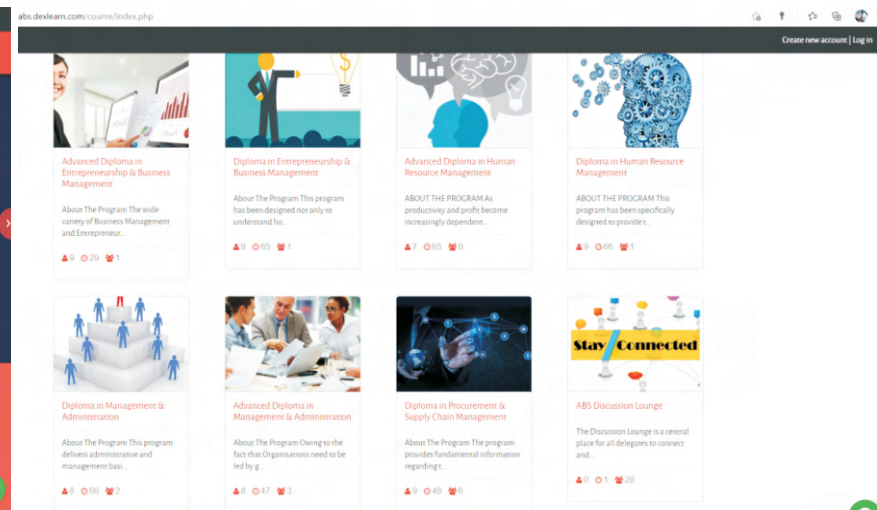 abs.dexlearn.com/course/index.php
Create new account | Log in
Advanced Diploma in
Entrepreneurship & Business
Management
About The Program The wide
variety of Business Management
and Entrepreneur...
9 29 1
Diploma in Entrepreneurship &
Business Management
About The Program This program
has been designed not only to
understand ho...
9 65 1
Advanced Diploma in Human
Resource Management
ABOUT THE PROGRAM As
productivity and profit become
increasingly dependent...
7 65 0
Diploma in Human Resource
Management
ABOUT THE PROGRAM This
program has been specifically
designed to provide t...
9 66 1
Diploma in Management &
Administration
About The Program This program
delivers administrative and
management basi...
8 66 2
Advanced Diploma in
Management & Administration
About The Program Owing to the
fact that Organisations need to be
led by g...
8 47 3
Diploma in Procurement &
Supply Chain Management
About The Program The program
provides fundamental information
regarding t...
9 48 6
Stay Connected
ABS Discussion Lounge
The Discussion Lounge is a central
place for all delegates to connect
and...
0 1 28